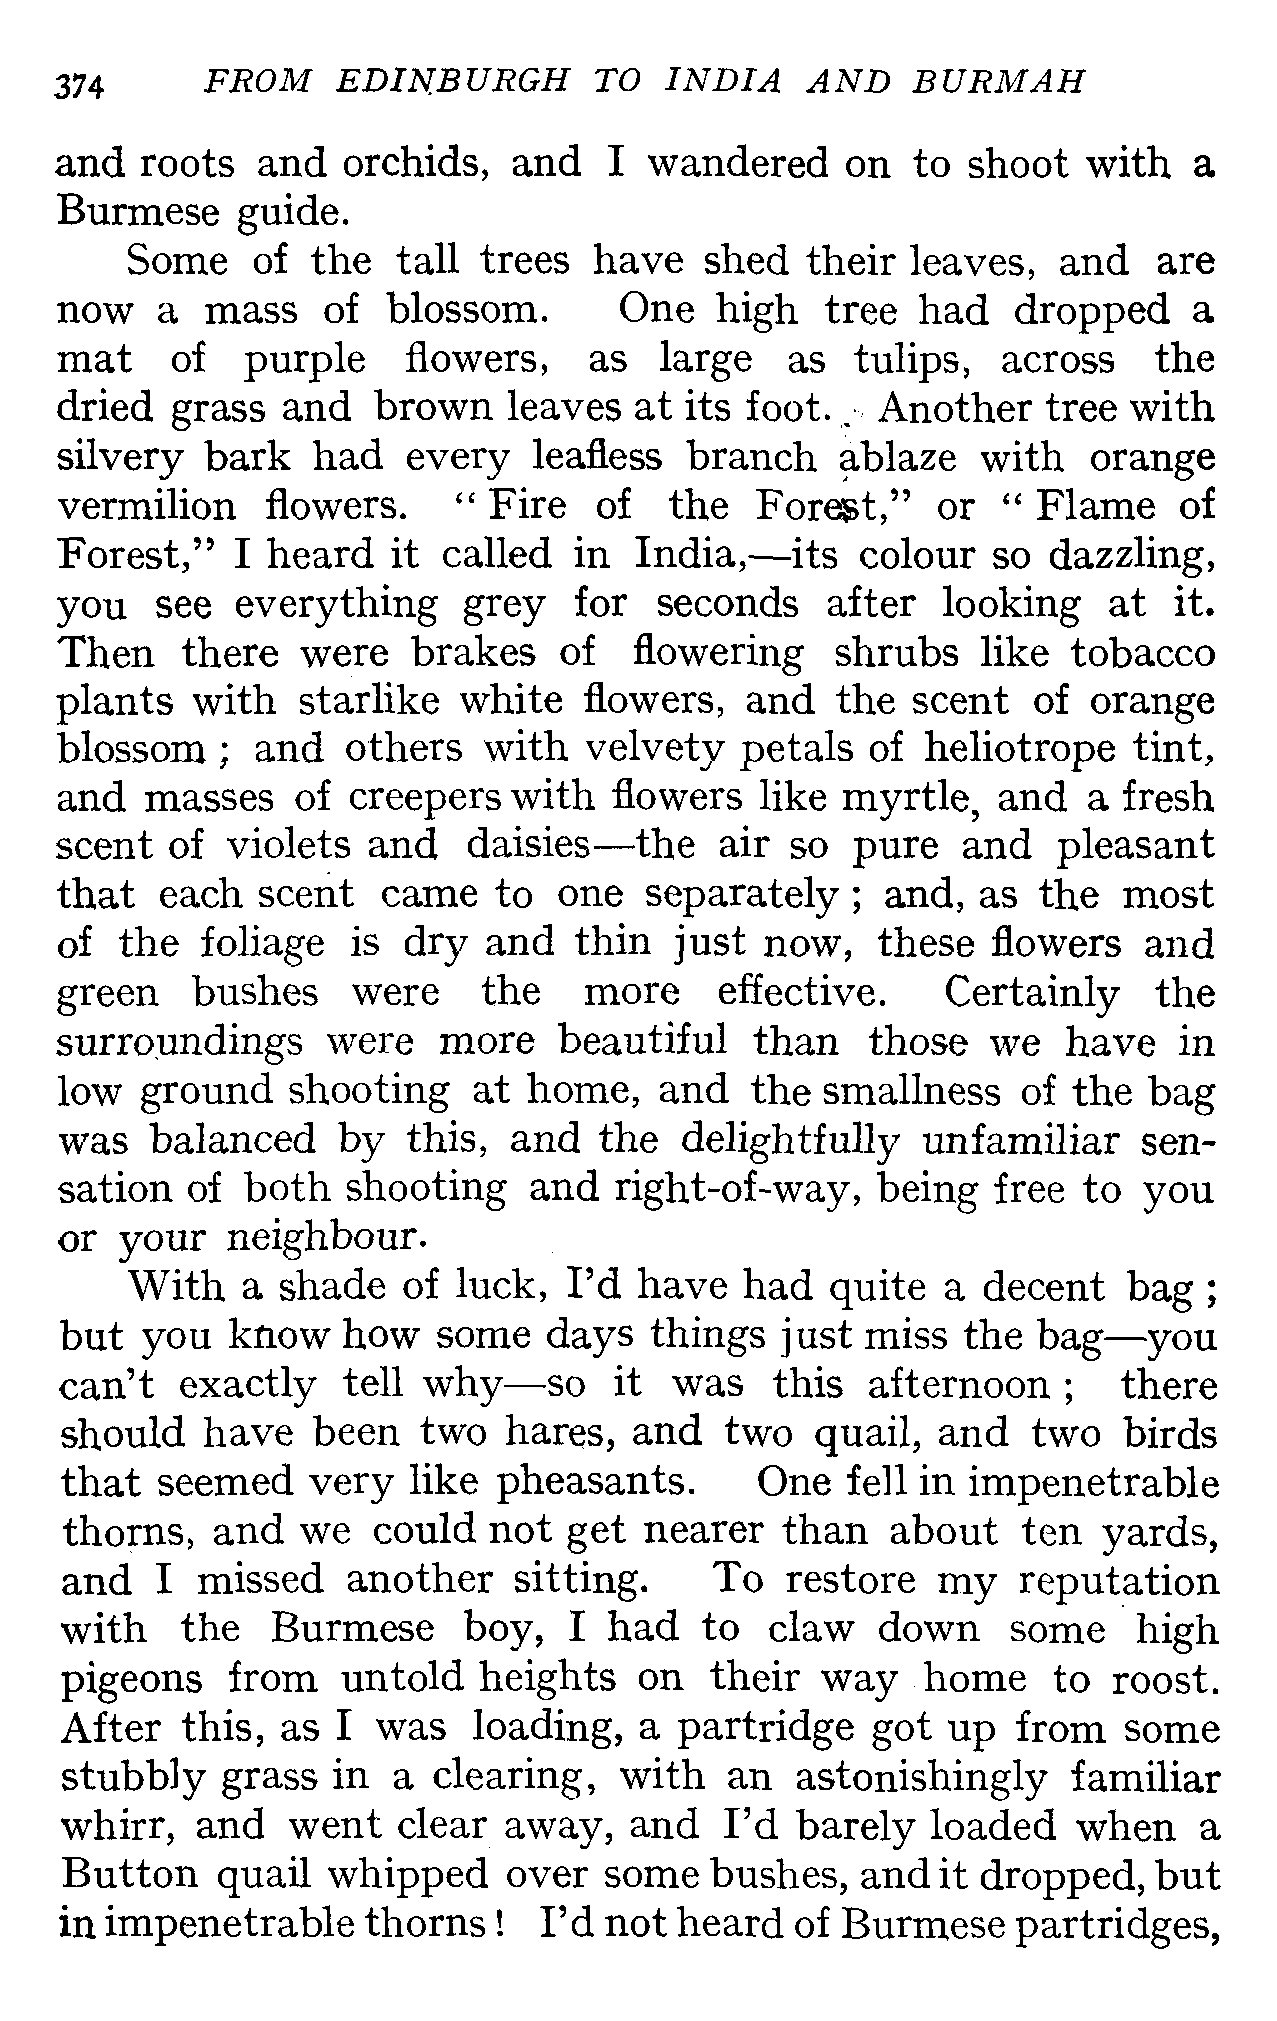 374 FROM EDINBURGH TO INDIA AND BURMAH
and roots and orchids, and I wandered on to shoot with a
Burmese guide.
Some of the tall trees have shed their leaves, and are
now a mass of blossom. One high tree had dropped a
mat of purple flowers, as large as tulips, across the
dried grass and brown leaves at its foot. Another tree with
silvery bark had every leafless branch ablaze with orange
vermilion flowers. “Fire of the Forest,” or “Flame of
Forest,” I heard it called in India,—its colour so dazzling,
you see everything grey for seconds after looking at it.
Then there were brakes of flowering shrubs like tobacco
plants with starlike white flowers, and the scent of orange
blossom ; and others with velvety petals of heliotrope tint,
and masses of creepers with flowers like myrtle, and a fresh
scent of violets and daisies—the air so pure and pleasant
that each scent came to one separately ; and, as the most
of the foliage is dry and thin just now, these flowers and
green bushes were the more effective. Certainly the
surroundings were more beautiful than those we have in
low ground shooting at home, and the smallness of the bag
was balanced by this, and the delightfully unfamiliar sen-
sation of both shooting and right-of-way, being free to you
or your neighbour.
With a shade of luck, I’d have had quite a decent bag ;
but you know how some days things just miss the bag—you
can’t exactly tell why—so it was this afternoon ; there
should have been two hares, and two quail, and two birds
that seemed very like pheasants. One fell in impenetrable
thorns, and we could not get nearer than about ten yards,
and I missed another sitting. To restore my reputation
with the Burmese boy, I had to claw down some high
pigeons from untold heights on their way home to roost.
After this, as I was loading, a partridge got up from some
stubbly grass in a clearing, with an astonishingly familiar
whirr, and went clear away, and I’d barely loaded when a
Button quail whipped over some bushes, and it dropped, but
in impenetrable thorns ! I’d not heard of Burmese partridges,